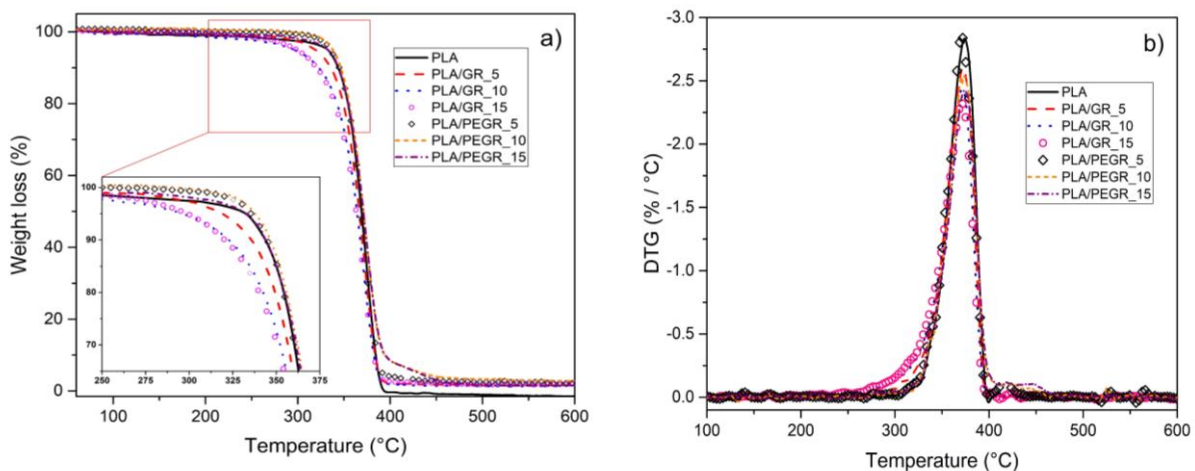 a)
Weight loss (%)
100
80
60
40
20
0
PLA
PLA/GR_5
PLA/GR_10
PLA/GR_15
PLA/PEGR_5
PLA/PEGR_10
PLA/PEGR_15
100
90
80
70
250 275 300 325 350 375
100 200 300 400 500 600
Temperature (°C)
b)
DTG (% / °C)
-3.0
-2.5
-2.0
-1.5
-1.0
-0.5
0.0
PLA
PLA/GR_5
PLA/GR_10
PLA/GR_15
PLA/PEGR_5
PLA/PEGR_10
PLA/PEGR_15
100 200 300 400 500 600
Temperature (°C)